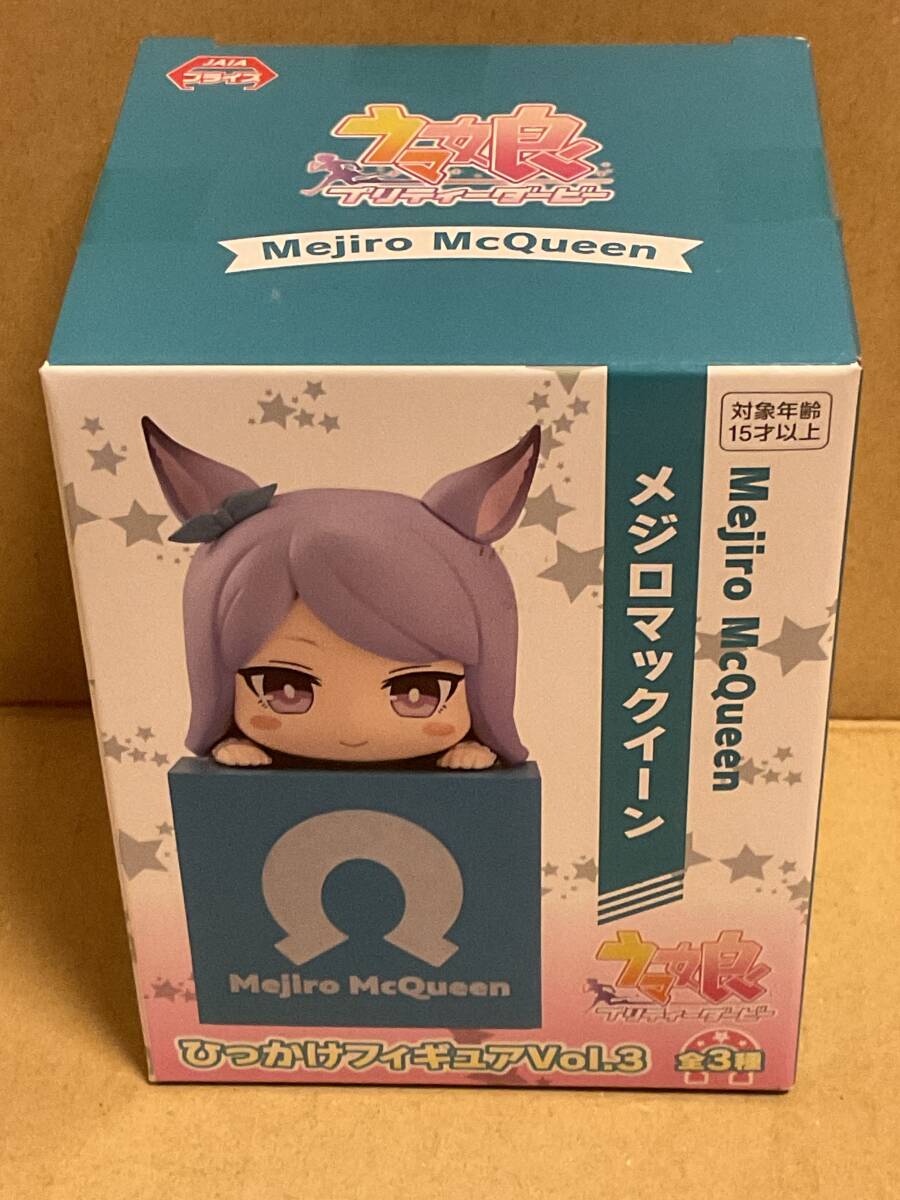 JAIA
プライズ
ウマ娘
プリティーダービー
Mejiro McQueen
対象年齢
15才以上
メジロマックイーン
Mejiro McQueen
Mejiro McQueen
ウマ娘
プリティーダービー
ひっかけフィギュアVol.3
全3種